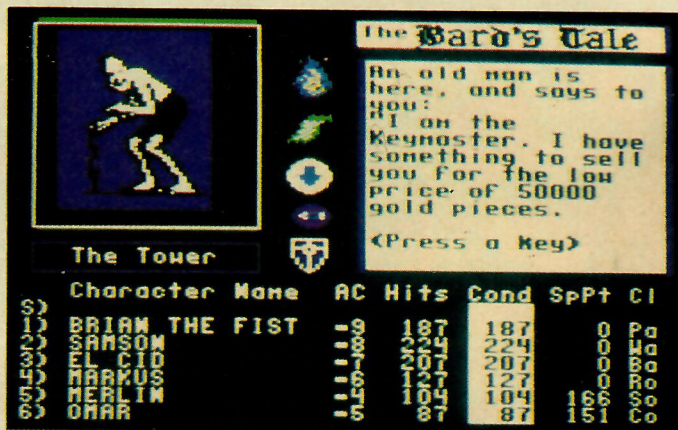 The Bard's Tale
An old man is
here, and says to
you:
"I am the
Keymaster. I have
something to sell
you for the low
price of 50000
gold pieces.
(Press a Key)
The Tower
Character Name AC Hits Cond SpPt Cl
S)
1) BRIAN THE FIST -9 187 187 0 Pa
2) SAMSON -8 224 224 0 Wa
3) EL CID -7 207 207 0 Ba
4) MARKUS -6 127 127 0 Ro
5) MERLIN -4 104 104 166 So
6) OMAR -5 87 87 151 Co